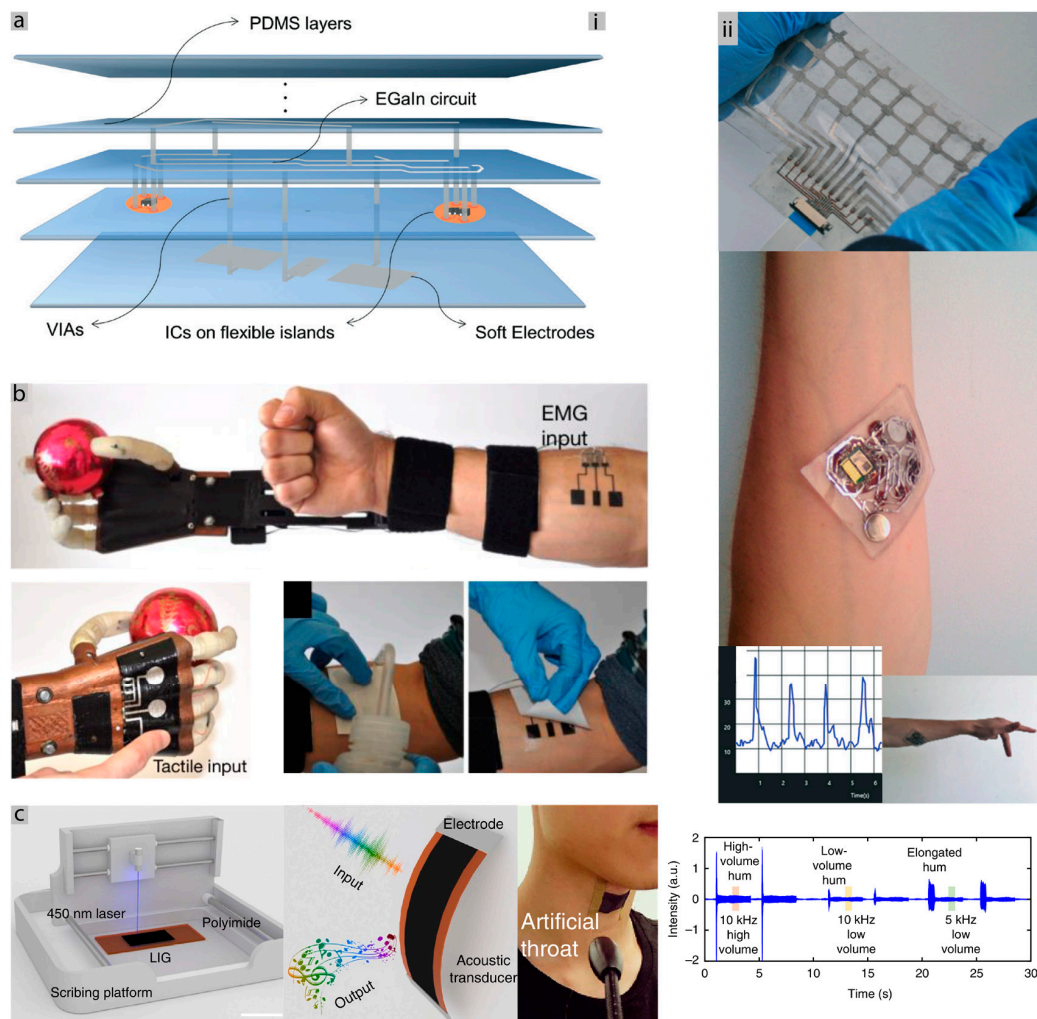 a
i
PDMS layers
EGaIn circuit
VIAs
ICs on flexible islands
Soft Electrodes
ii
30
20
10
1 2 3 4 5 6
Time(s)
b
EMG
input
Tactile input
c
450 nm laser
Polyimide
LIG
Scribing platform
Input
Output
Electrode
Acoustic
transducer
Artificial
throat
Intensity (a.u.)
2
1
0
−1
−2
High-
volume
hum
10 kHz
high
volume
Low-
volume
hum
10 kHz
low
volume
Elongated
hum
5 kHz
low
volume
0 5 10 15 20 25 30
Time (s)